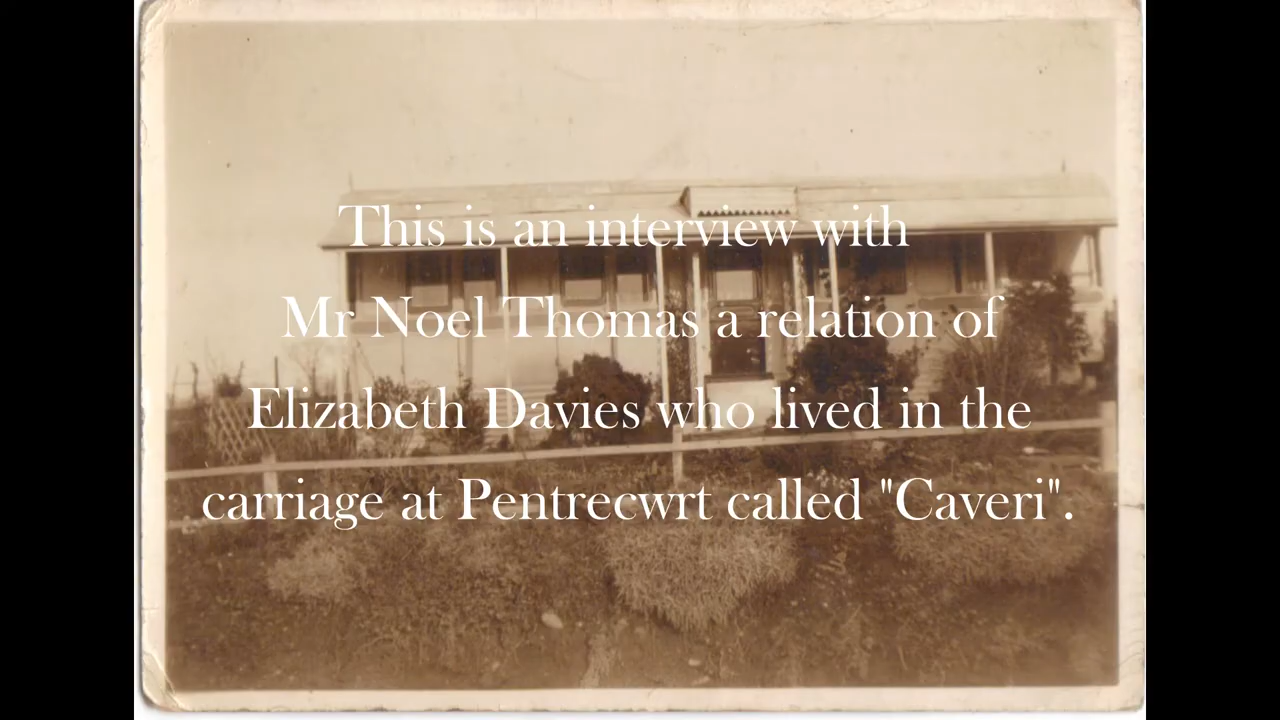 This is an interview with
Mr Noel Thomas a relation of
Elizabeth Davies who lived in the
carriage at Pentrecwrt called "Caveri".